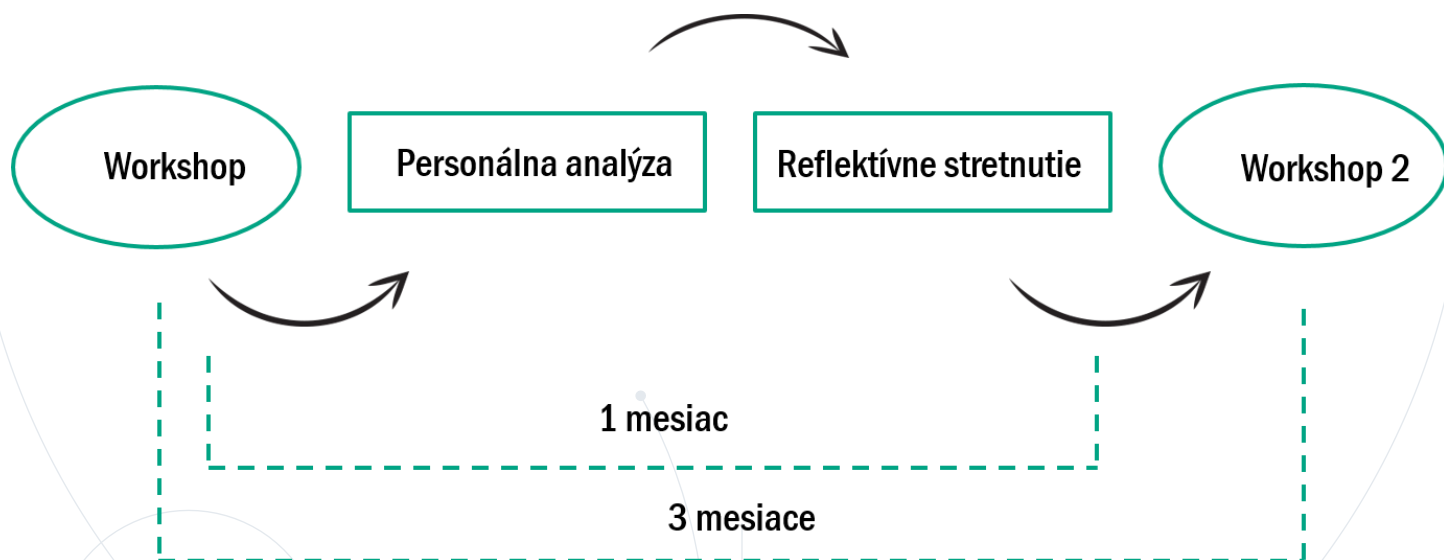 Workshop
Personálna analýza
Reflektívne stretnutie
Workshop 2
1 mesiac
3 mesiace